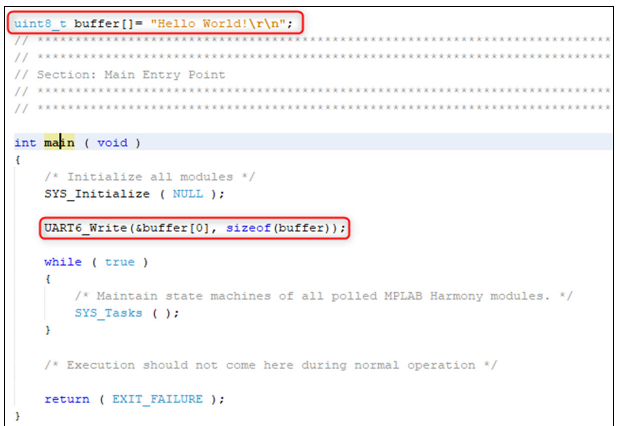 uint8_t buffer[]= "Hello World!\r\n";
// *****************************************************************************
// *****************************************************************************
// Section: Main Entry Point
// *****************************************************************************
// *****************************************************************************
int main ( void )
{
/* Initialize all modules */
SYS_Initialize ( NULL );
UART6_Write(&buffer[0], sizeof(buffer));
while ( true )
{
/* Maintain state machines of all polled MPLAB Harmony modules. */
SYS_Tasks ( );
}
/* Execution should not come here during normal operation */
return ( EXIT_FAILURE );
}